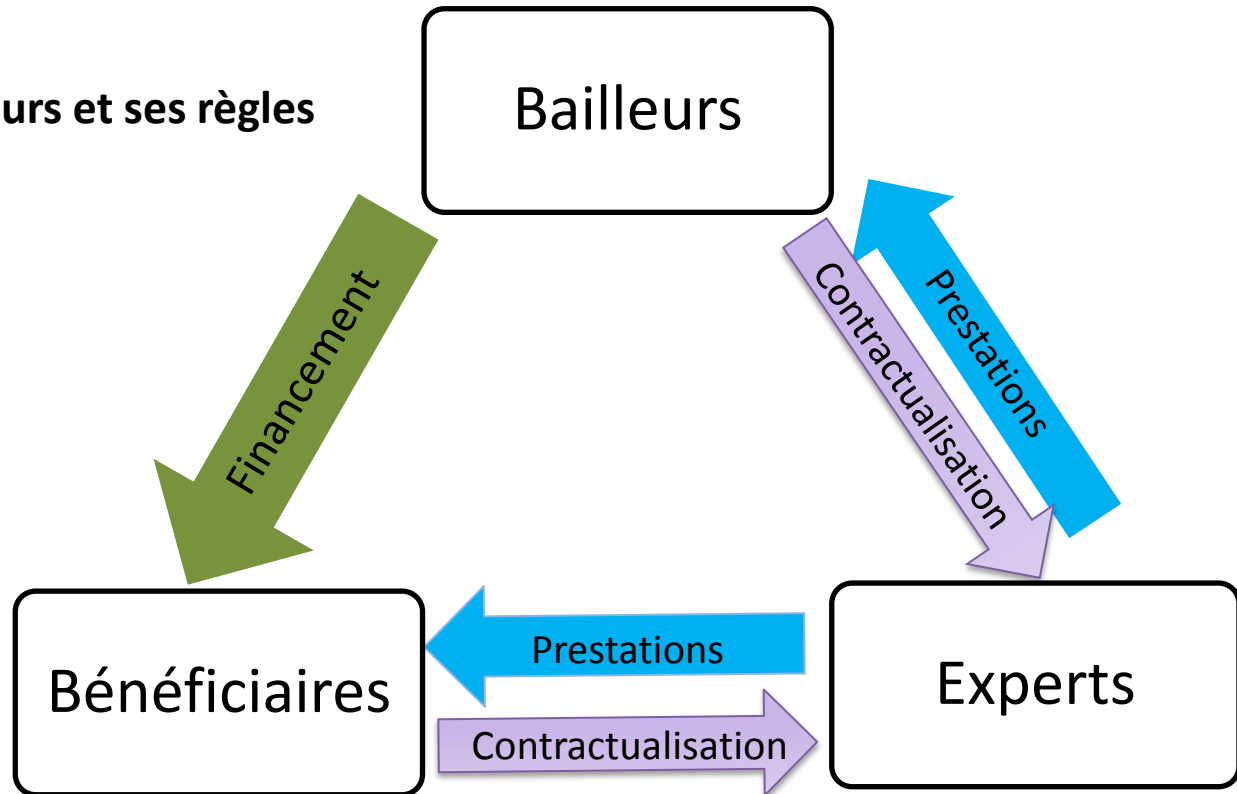 Bailleurs
urs et ses règles
Financement
Contractualisation
Prestations
Bénéficiaires
Prestations
Contractualisation
Experts